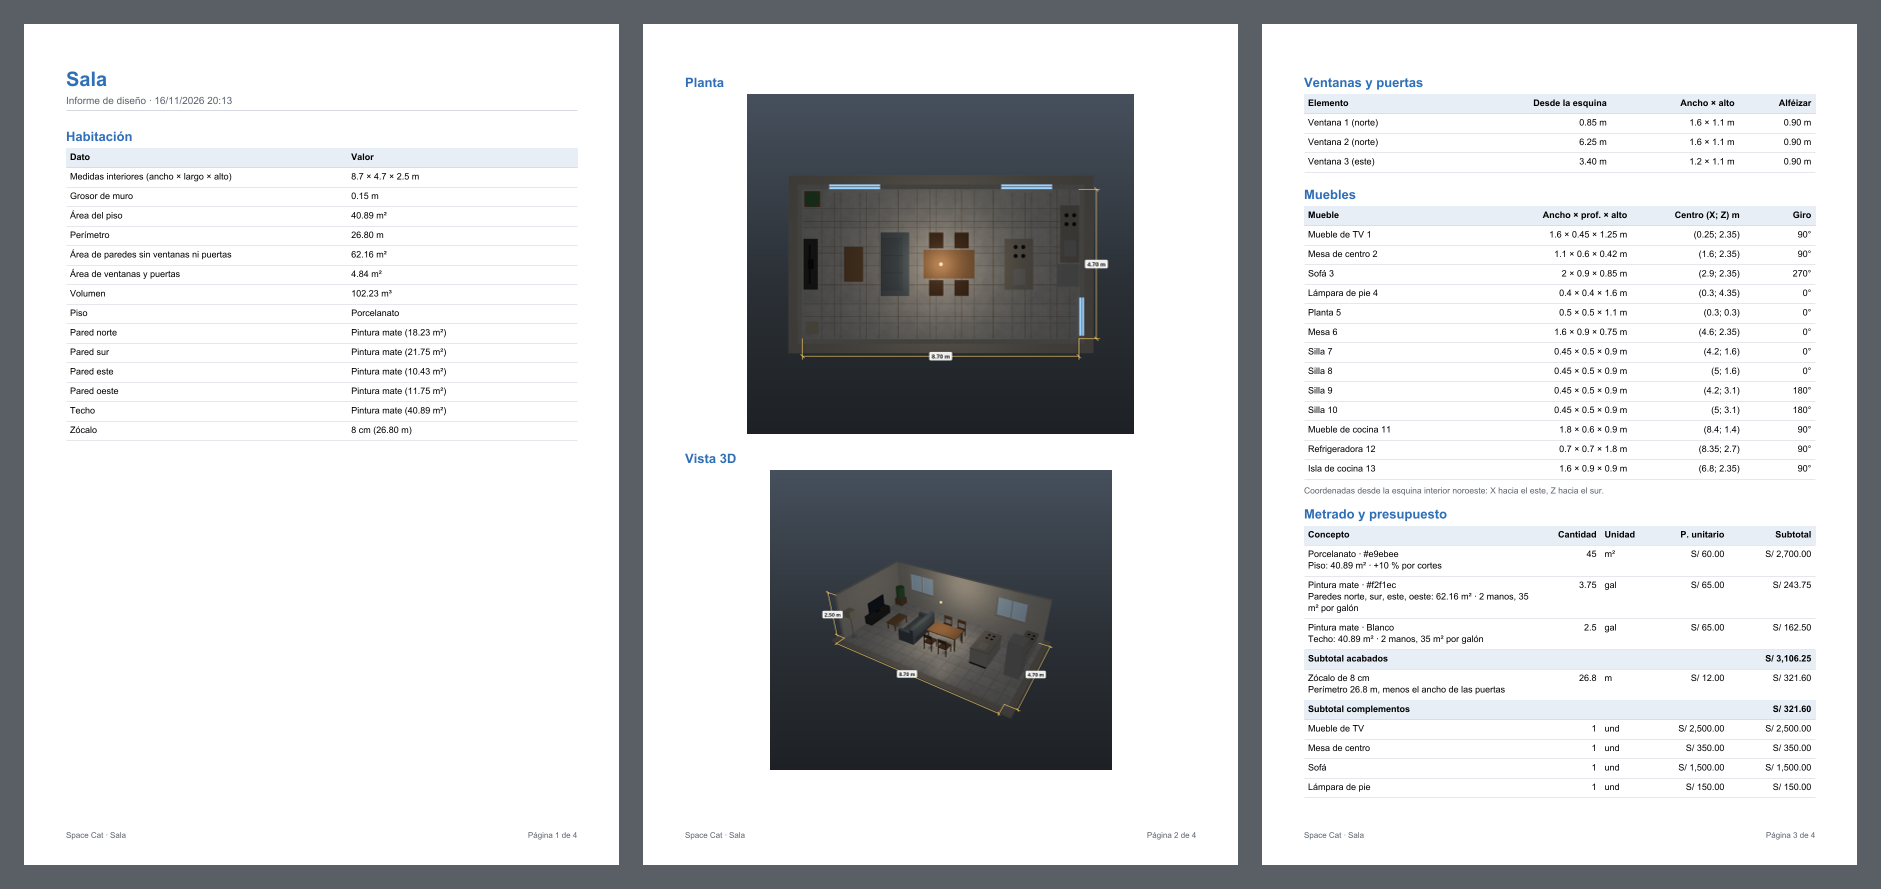 Sala
Informe de diseño · 16/11/2026 20:13
Habitación
Dato Valor
Medidas interiores (ancho × largo × alto) 8.7 × 4.7 × 2.5 m
Grosor de muro 0.15 m
Área del piso 40.89 m²
Perímetro 26.80 m
Área de paredes sin ventanas ni puertas 62.16 m²
Área de ventanas y puertas 4.84 m²
Volumen 102.23 m³
Piso Porcelanato
Pared norte Pintura mate (18.23 m²)
Pared sur Pintura mate (21.75 m²)
Pared este Pintura mate (10.43 m²)
Pared oeste Pintura mate (11.75 m²)
Techo Pintura mate (40.89 m²)
Zócalo 8 cm (26.80 m)
Space Cat · Sala Página 1 de 4
Planta
4.70 m
8.70 m
Vista 3D
2.50 m
8.70 m
4.70 m
Space Cat · Sala Página 2 de 4
Ventanas y puertas
Elemento Desde la esquina Ancho × alto Alféizar
Ventana 1 (norte) 0.85 m 1.6 × 1.1 m 0.90 m
Ventana 2 (norte) 6.25 m 1.6 × 1.1 m 0.90 m
Ventana 3 (este) 3.40 m 1.2 × 1.1 m 0.90 m
Muebles
Mueble Ancho × prof. × alto Centro (X; Z) m Giro
Mueble de TV 1 1.6 × 0.45 × 1.25 m (0.25; 2.35) 90°
Mesa de centro 2 1.1 × 0.6 × 0.42 m (1.6; 2.35) 90°
Sofá 3 2 × 0.9 × 0.85 m (2.9; 2.35) 270°
Lámpara de pie 4 0.4 × 0.4 × 1.6 m (0.3; 4.35) 0°
Planta 5 0.5 × 0.5 × 1.1 m (0.3; 0.3) 0°
Mesa 6 1.6 × 0.9 × 0.75 m (4.6; 2.35) 0°
Silla 7 0.45 × 0.5 × 0.9 m (4.2; 1.6) 0°
Silla 8 0.45 × 0.5 × 0.9 m (5; 1.6) 0°
Silla 9 0.45 × 0.5 × 0.9 m (4.2; 3.1) 180°
Silla 10 0.45 × 0.5 × 0.9 m (5; 3.1) 180°
Mueble de cocina 11 1.8 × 0.6 × 0.9 m (8.4; 1.4) 90°
Refrigeradora 12 0.7 × 0.7 × 1.8 m (8.35; 2.7) 90°
Isla de cocina 13 1.6 × 0.9 × 0.9 m (6.8; 2.35) 90°
Coordenadas desde la esquina interior noroeste: X hacia el este, Z hacia el sur.
Metrado y presupuesto
Concepto Cantidad Unidad P. unitario Subtotal
Porcelanato · #e9ebee 45 m² S/ 60.00 S/ 2,700.00
Piso: 40.89 m² · +10 % por cortes
Pintura mate · #f2f1ec 3.75 gal S/ 65.00 S/ 243.75
Paredes norte, sur, este, oeste: 62.16 m² · 2 manos, 35
m² por galón
Pintura mate · Blanco 2.5 gal S/ 65.00 S/ 162.50
Techo: 40.89 m² · 2 manos, 35 m² por galón
Subtotal acabados S/ 3,106.25
Zócalo de 8 cm 26.8 m S/ 12.00 S/ 321.60
Perímetro 26.8 m, menos el ancho de las puertas
Subtotal complementos S/ 321.60
Mueble de TV 1 und S/ 2,500.00 S/ 2,500.00
Mesa de centro 1 und S/ 350.00 S/ 350.00
Sofá 1 und S/ 1,500.00 S/ 1,500.00
Lámpara de pie 1 und S/ 150.00 S/ 150.00
Space Cat · Sala Página 3 de 4